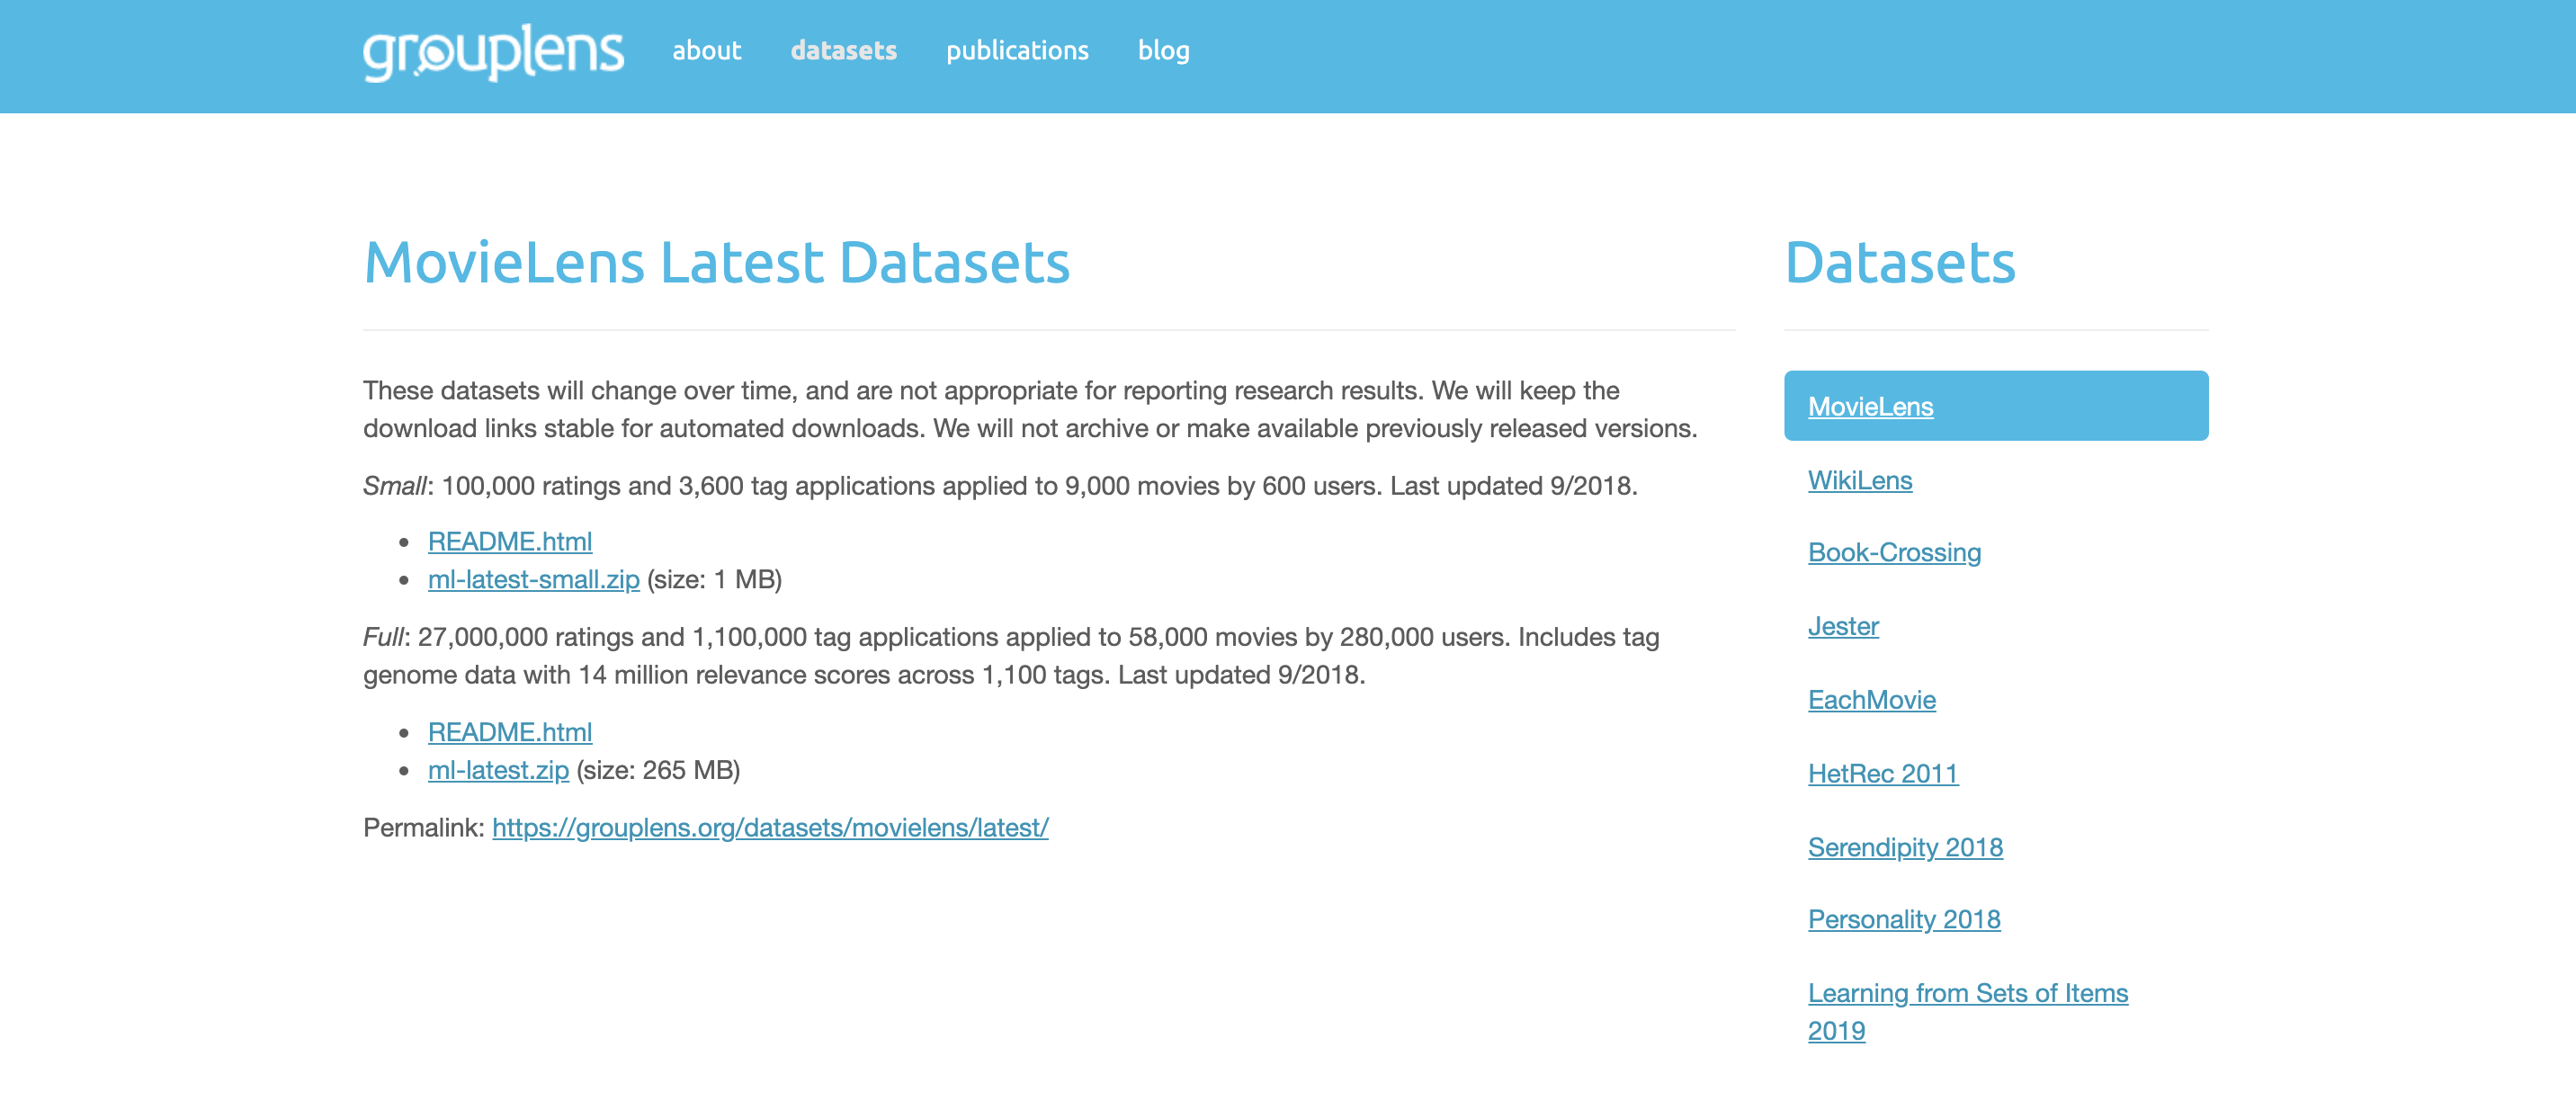 grouplens about datasets publications blog
MovieLens Latest Datasets
These datasets will change over time, and are not appropriate for reporting research results. We will keep the
download links stable for automated downloads. We will not archive or make available previously released versions.
Small: 100,000 ratings and 3,600 tag applications applied to 9,000 movies by 600 users. Last updated 9/2018.
• README.html
• ml-latest-small.zip (size: 1 MB)
Full: 27,000,000 ratings and 1,100,000 tag applications applied to 58,000 movies by 280,000 users. Includes tag
genome data with 14 million relevance scores across 1,100 tags. Last updated 9/2018.
• README.html
• ml-latest.zip (size: 265 MB)
Permalink: https://grouplens.org/datasets/movielens/latest/
Datasets
MovieLens
WikiLens
Book-Crossing
Jester
EachMovie
HetRec 2011
Serendipity 2018
Personality 2018
Learning from Sets of Items
2019